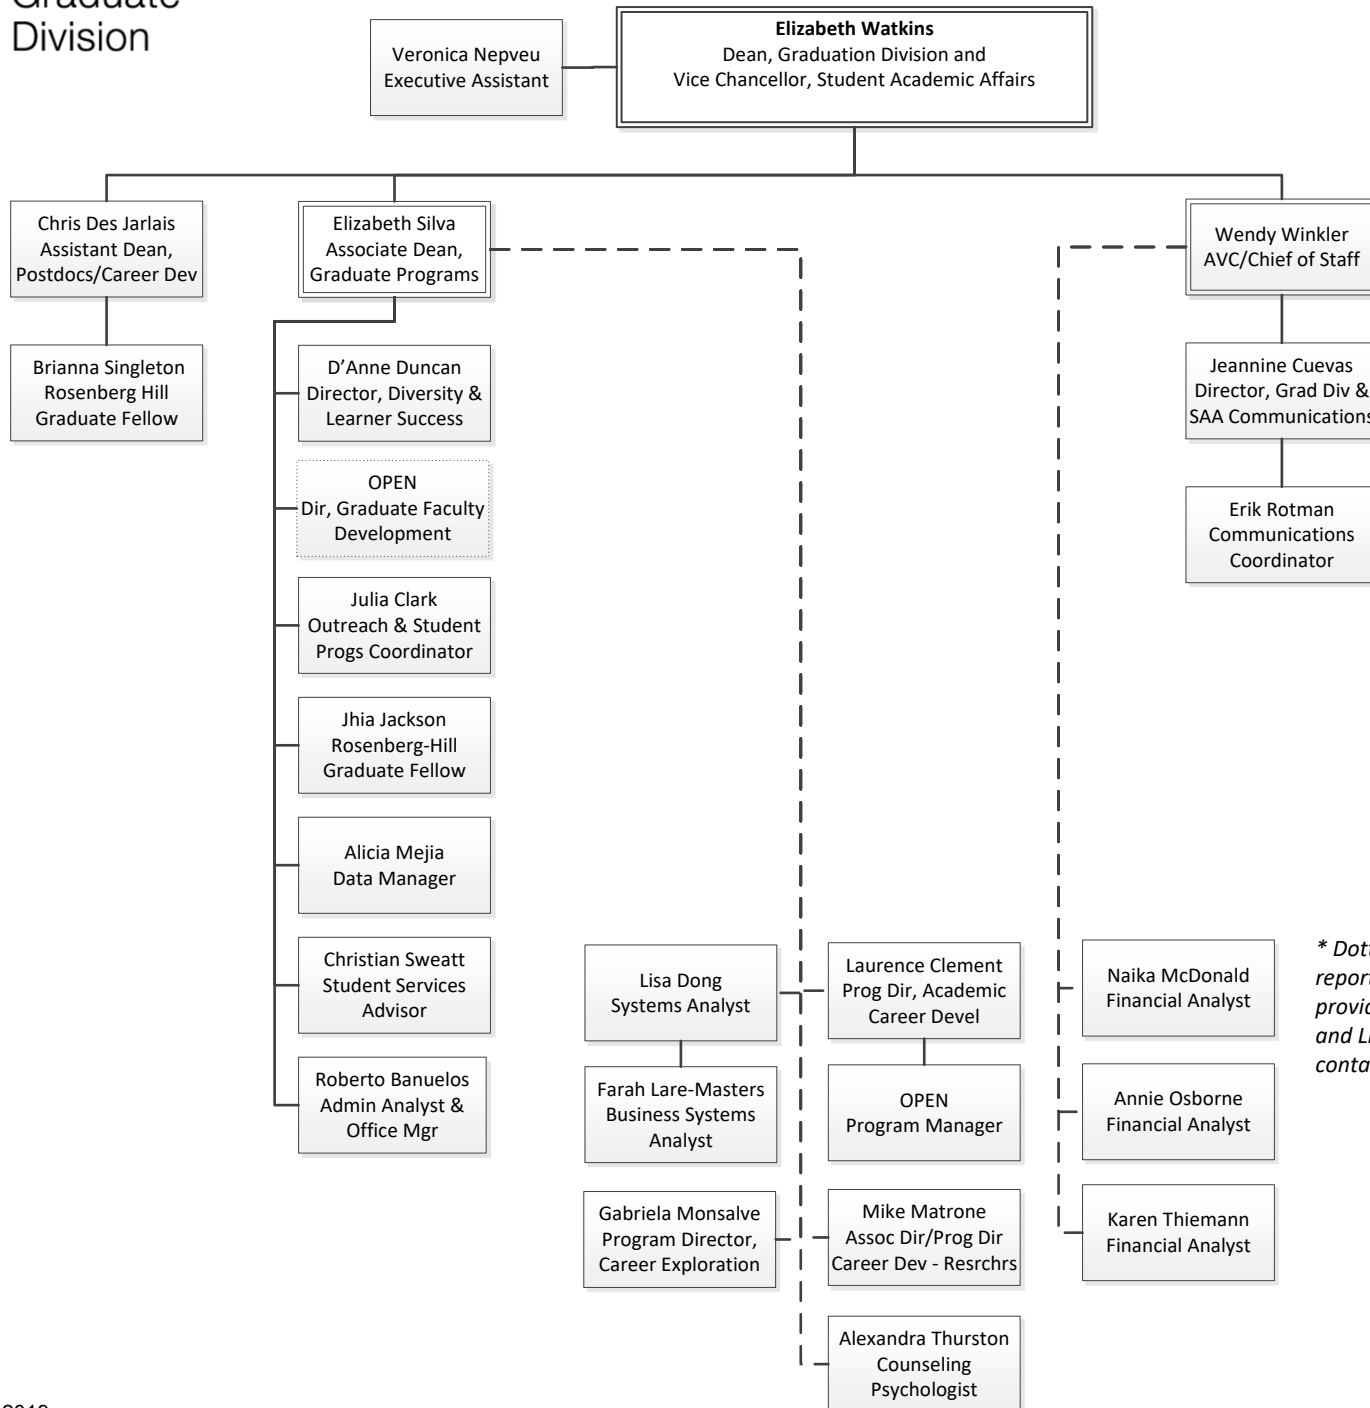 Graduate
Division
Elizabeth Watkins
Dean, Graduation Division and
Vice Chancellor, Student Academic Affairs
Veronica Nepveu
Executive Assistant
Chris Des Jarlais
Assistant Dean,
Postdocs/Career Dev
Elizabeth Silva
Associate Dean,
Graduate Programs
Wendy Winkler
AVC/Chief of Staff
Brianna Singleton
Rosenberg Hill
Graduate Fellow
D’Anne Duncan
Director, Diversity &
Learner Success
Jeannine Cuevas
Director, Grad Div &
SAA Communications
OPEN
Dir, Graduate Faculty
Development
Erik Rotman
Communications
Coordinator
Julia Clark
Outreach & Student
Progs Coordinator
Jhia Jackson
Rosenberg-Hill
Graduate Fellow
Alicia Mejia
Data Manager
Christian Sweatt
Student Services
Advisor
Roberto Banuelos
Admin Analyst &
Office Mgr
Lisa Dong
Systems Analyst
Laurence Clement
Prog Dir, Academic
Career Devel
Naika McDonald
Financial Analyst
* Dott
report
provid
and L
conta
Farah Lare-Masters
Business Systems
Analyst
OPEN
Program Manager
Annie Osborne
Financial Analyst
Gabriela Monsalve
Program Director,
Career Exploration
Mike Matrone
Assoc Dir/Prog Dir
Career Dev - Resrchrs
Karen Thiemann
Financial Analyst
Alexandra Thurston
Counseling
Psychologist